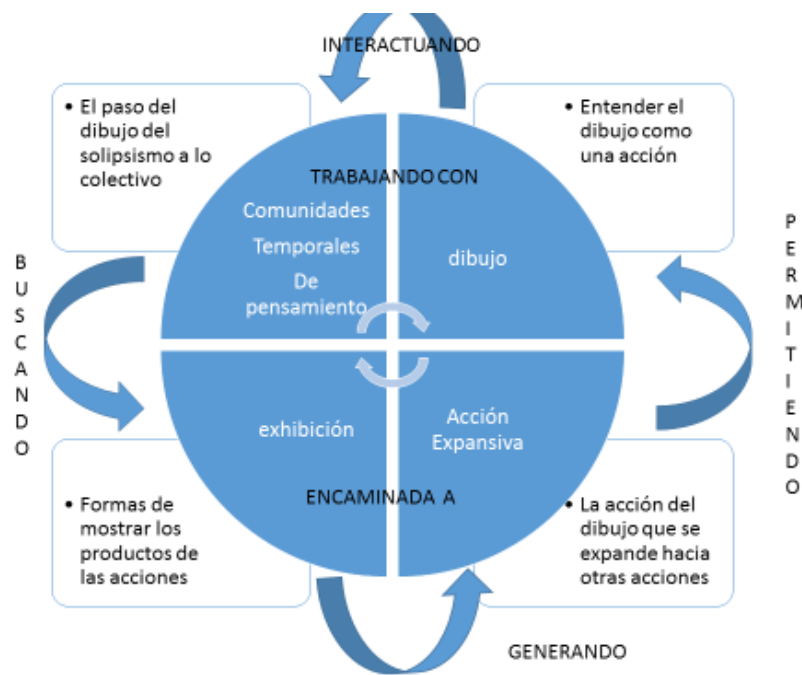 INTERACTUANDO
• El paso del
dibujo del
solipsismo a lo
colectivo
• Entender el
dibujo como
una acción
TRABAJANDO CON
Comunidades
Temporales
De
pensamiento
dibujo
BUSCANDO
PERMITIENDO
exhibición
Acción
Expansiva
ENCAMINADA A
• Formas de
mostrar los
productos de
las acciones
• La acción del
dibujo que se
expande hacia
otras acciones
GENERANDO